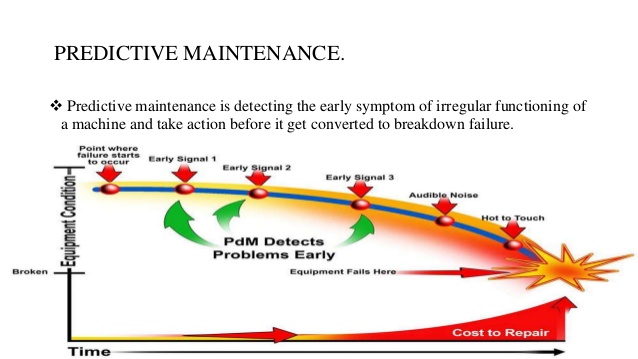 PREDICTIVE MAINTENANCE.
❖ Predictive maintenance is detecting the early symptom of irregular functioning of
a machine and take action before it get converted to breakdown failure.
Point where
failure starts
to occur
Early Signal 1
Early Signal 2
Early Signal 3
Audible Noise
Hot to Touch
Equipment Condition
PdM Detects
Problems Early
Broken
Equipment Fails Here
Cost to Repair
Time